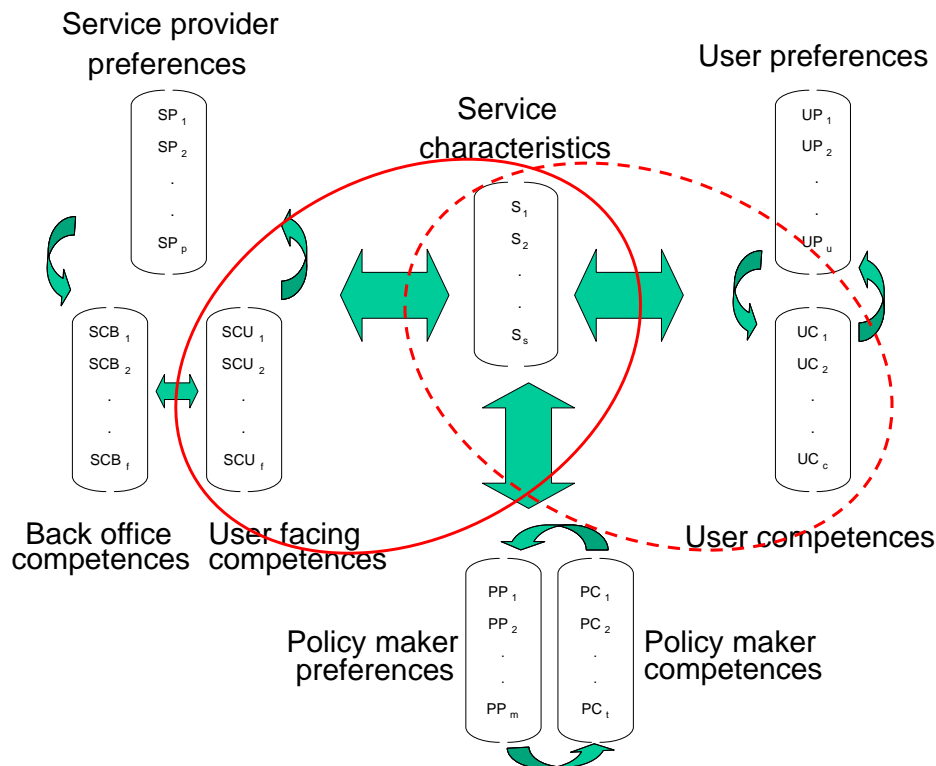 Service provider
preferences
SP 1
SP 2
.
.
SP p
Service
characteristics
S 1
S 2
.
.
S s
User preferences
UP 1
UP 2
.
.
UP u
SCB 1
SCB 2
.
.
SCB f
Back office
competences
SCU 1
SCU 2
.
.
SCU f
User facing
competences
UC 1
UC 2
.
.
UC c
User competences
Policy maker
preferences
PP 1
PP 2
.
.
PP m
PC 1
PC 2
.
.
PC t
Policy maker
competences